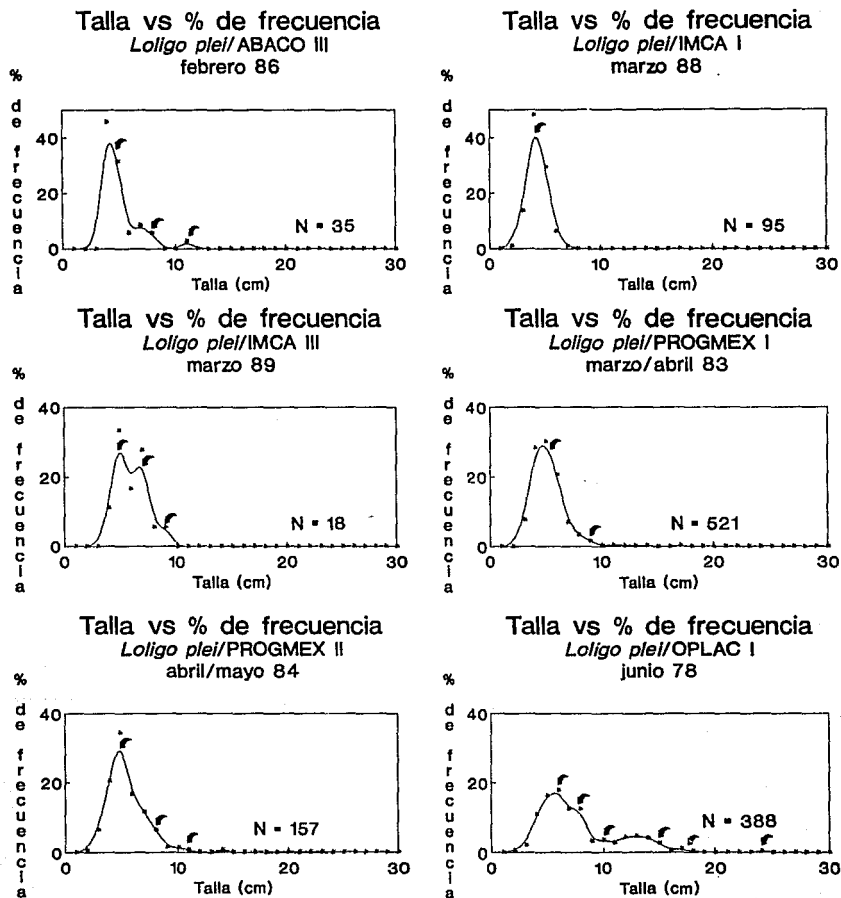 Talla vs % de frecuencia
Loligo plei/ABACO III
febrero 86
% de frecuencia
40
20
0
N = 35
0 10 20 30
Talla (cm)
Talla vs % de frecuencia
Loligo plei/IMCA I
marzo 88
% de frecuencia
40
20
0
N = 95
0 10 20 30
Talla (cm)
Talla vs % de frecuencia
Loligo plei/IMCA III
marzo 89
% de frecuencia
40
20
0
N = 18
0 10 20 30
Talla (cm)
Talla vs % de frecuencia
Loligo plei/PROGMEX I
marzo/abril 83
% de frecuencia
40
20
0
N = 521
0 10 20 30
Talla (cm)
Talla vs % de frecuencia
Loligo plei/PROGMEX II
abril/mayo 84
% de frecuencia
40
20
0
N = 157
0 10 20 30
Talla (cm)
Talla vs % de frecuencia
Loligo plei/OPLAC I
junio 78
% de frecuencia
40
20
0
N = 388
0 10 20 30
Talla (cm)